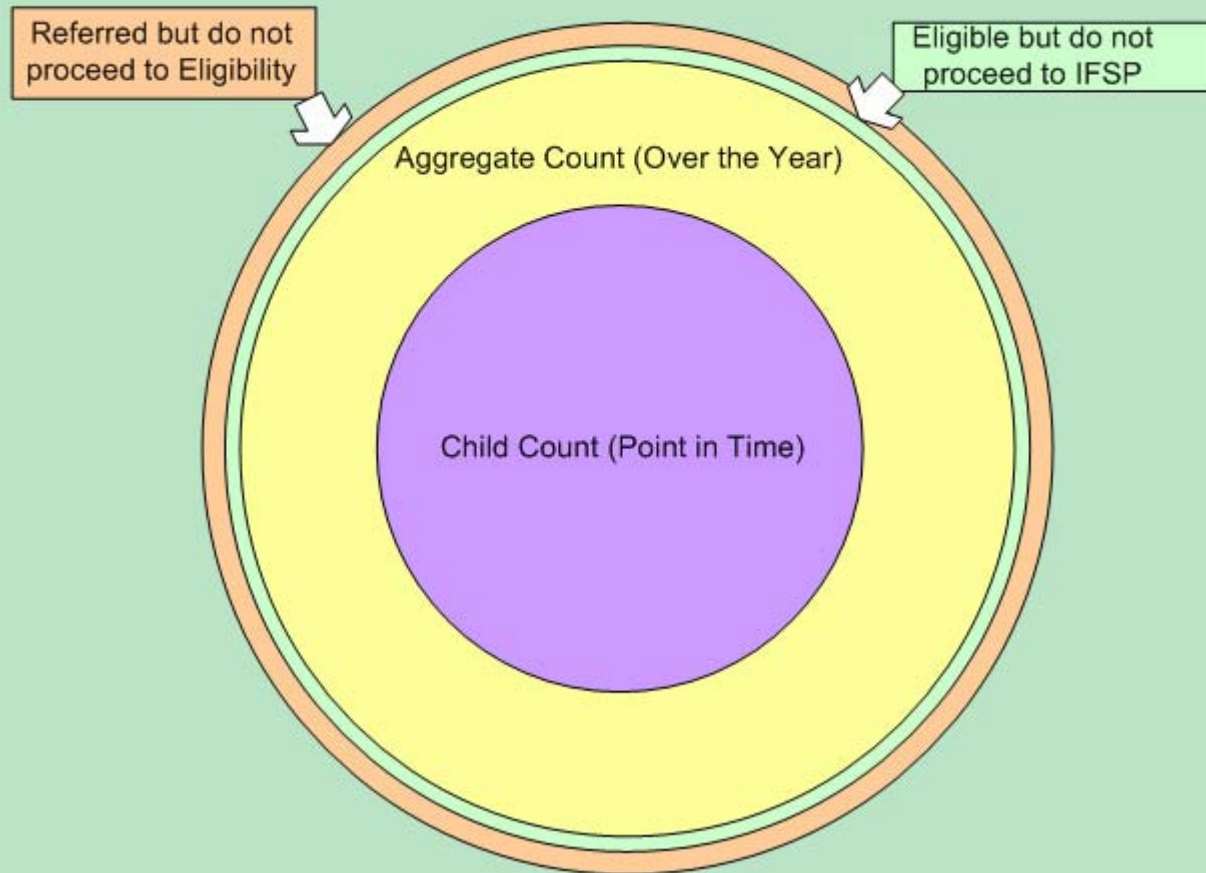 Referred but do not
proceed to Eligibility
Eligible but do not
proceed to IFSP
Aggregate Count (Over the Year)
Child Count (Point in Time)